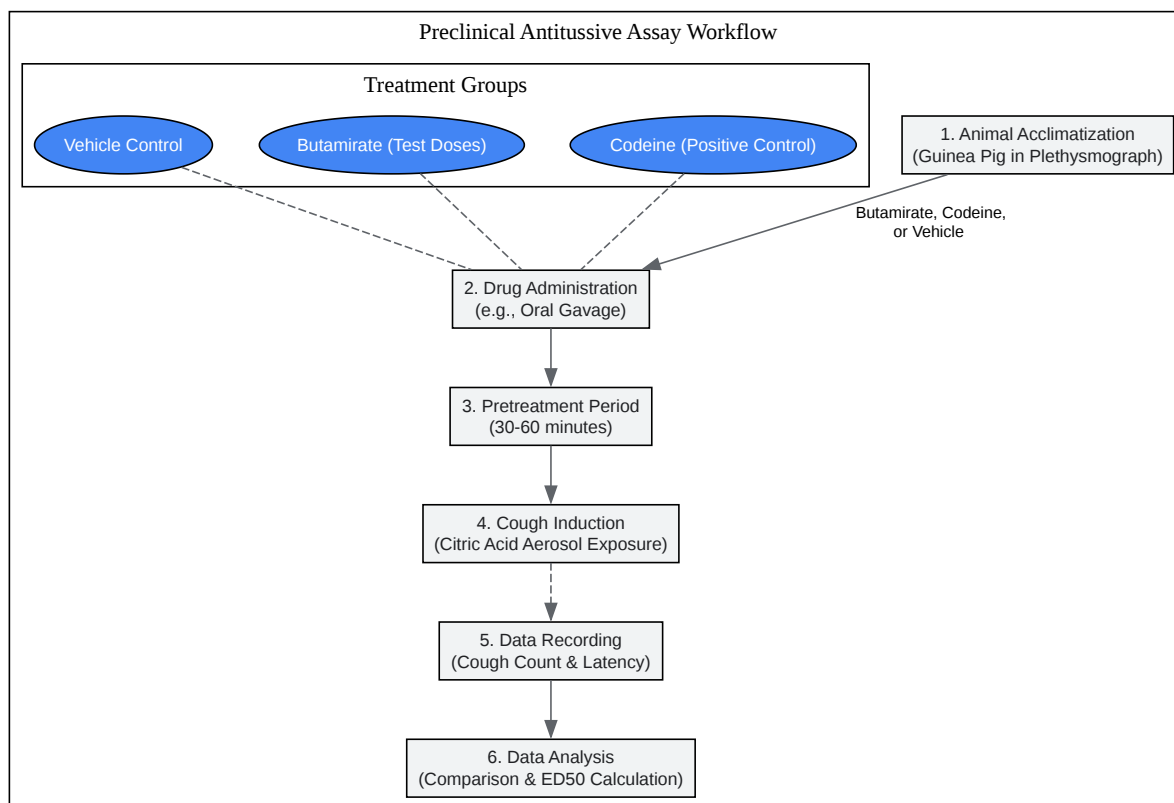 Preclinical Antitussive Assay Workflow
Treatment Groups
Vehicle Control
Butamirate (Test Doses)
Codeine (Positive Control)
1. Animal Acclimatization
(Guinea Pig in Plethysmograph)
Butamirate, Codeine,
or Vehicle
2. Drug Administration
(e.g., Oral Gavage)
3. Pretreatment Period
(30-60 minutes)
4. Cough Induction
(Citric Acid Aerosol Exposure)
5. Data Recording
(Cough Count & Latency)
6. Data Analysis
(Comparison & ED50 Calculation)